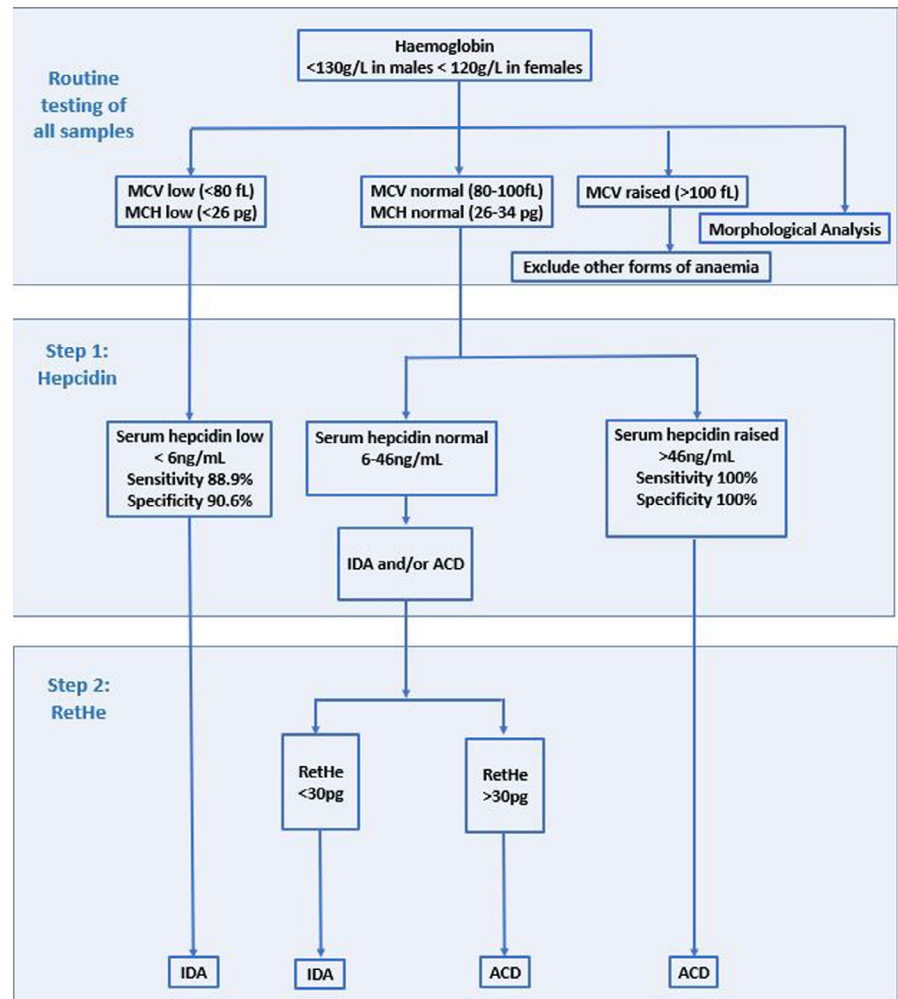 Routine
testing of
all samples
Haemoglobin
<130g/L in males < 120g/L in females
MCV low (<80 fL)
MCH low (<26 pg)
MCV normal (80-100fL)
MCH normal (26-34 pg)
MCV raised (>100 fL)
Morphological Analysis
Exclude other forms of anaemia
Step 1:
Hepcidin
Serum hepcidin low
< 6ng/mL
Sensitivity 88.9%
Specificity 90.6%
Serum hepcidin normal
6-46ng/mL
Serum hepcidin raised
>46ng/mL
Sensitivity 100%
Specificity 100%
IDA and/or ACD
Step 2:
RetHe
RetHe
<30pg
RetHe
>30pg
IDA
IDA
ACD
ACD